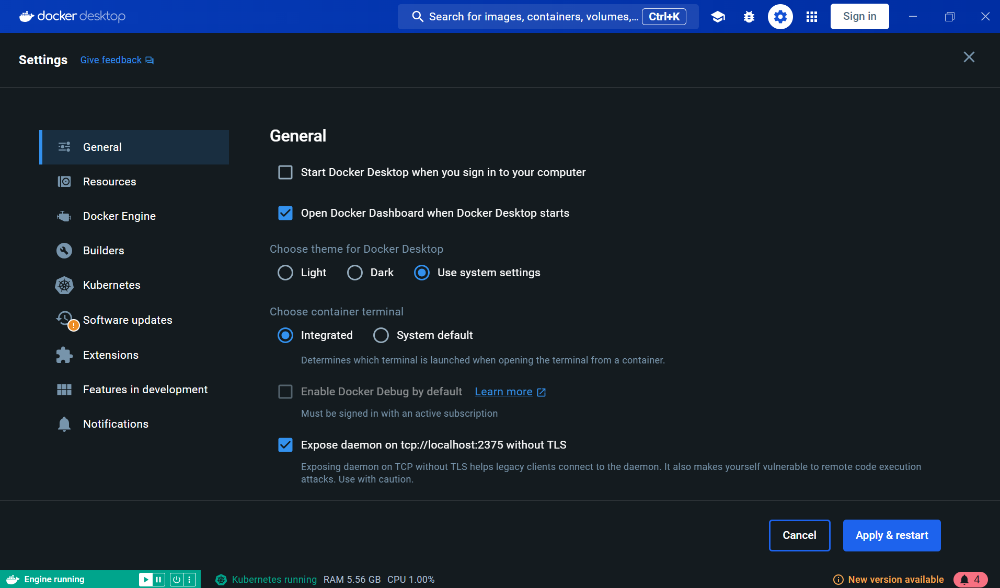 docker desktop
Search for images, containers, volumes,... Ctrl+K
Sign in
Settings Give feedback
General
Resources
Docker Engine
Builders
Kubernetes
Software updates
Extensions
Features in development
Notifications
General
Start Docker Desktop when you sign in to your computer
Open Docker Dashboard when Docker Desktop starts
Choose theme for Docker Desktop
Light Dark Use system settings
Choose container terminal
Integrated System default
Determines which terminal is launched when opening the terminal from a container.
Enable Docker Debug by default Learn more
Must be signed in with an active subscription
Expose daemon on tcp://localhost:2375 without TLS
Exposing daemon on TCP without TLS helps legacy clients connect to the daemon. It also makes yourself vulnerable to remote code execution
attacks. Use with caution.
Cancel Apply & restart
Engine running Kubernetes running RAM 5.56 GB CPU 1.00% New version available 4